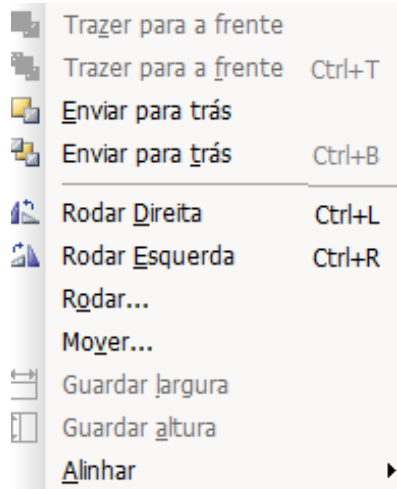 Trazer para a frente
Trazer para a frente Ctrl+T
Enviar para trás
Enviar para trás Ctrl+B
Rodar Direita Ctrl+L
Rodar Esquerda Ctrl+R
Rodar...
Mover...
Guardar largura
Guardar altura
Alinhar